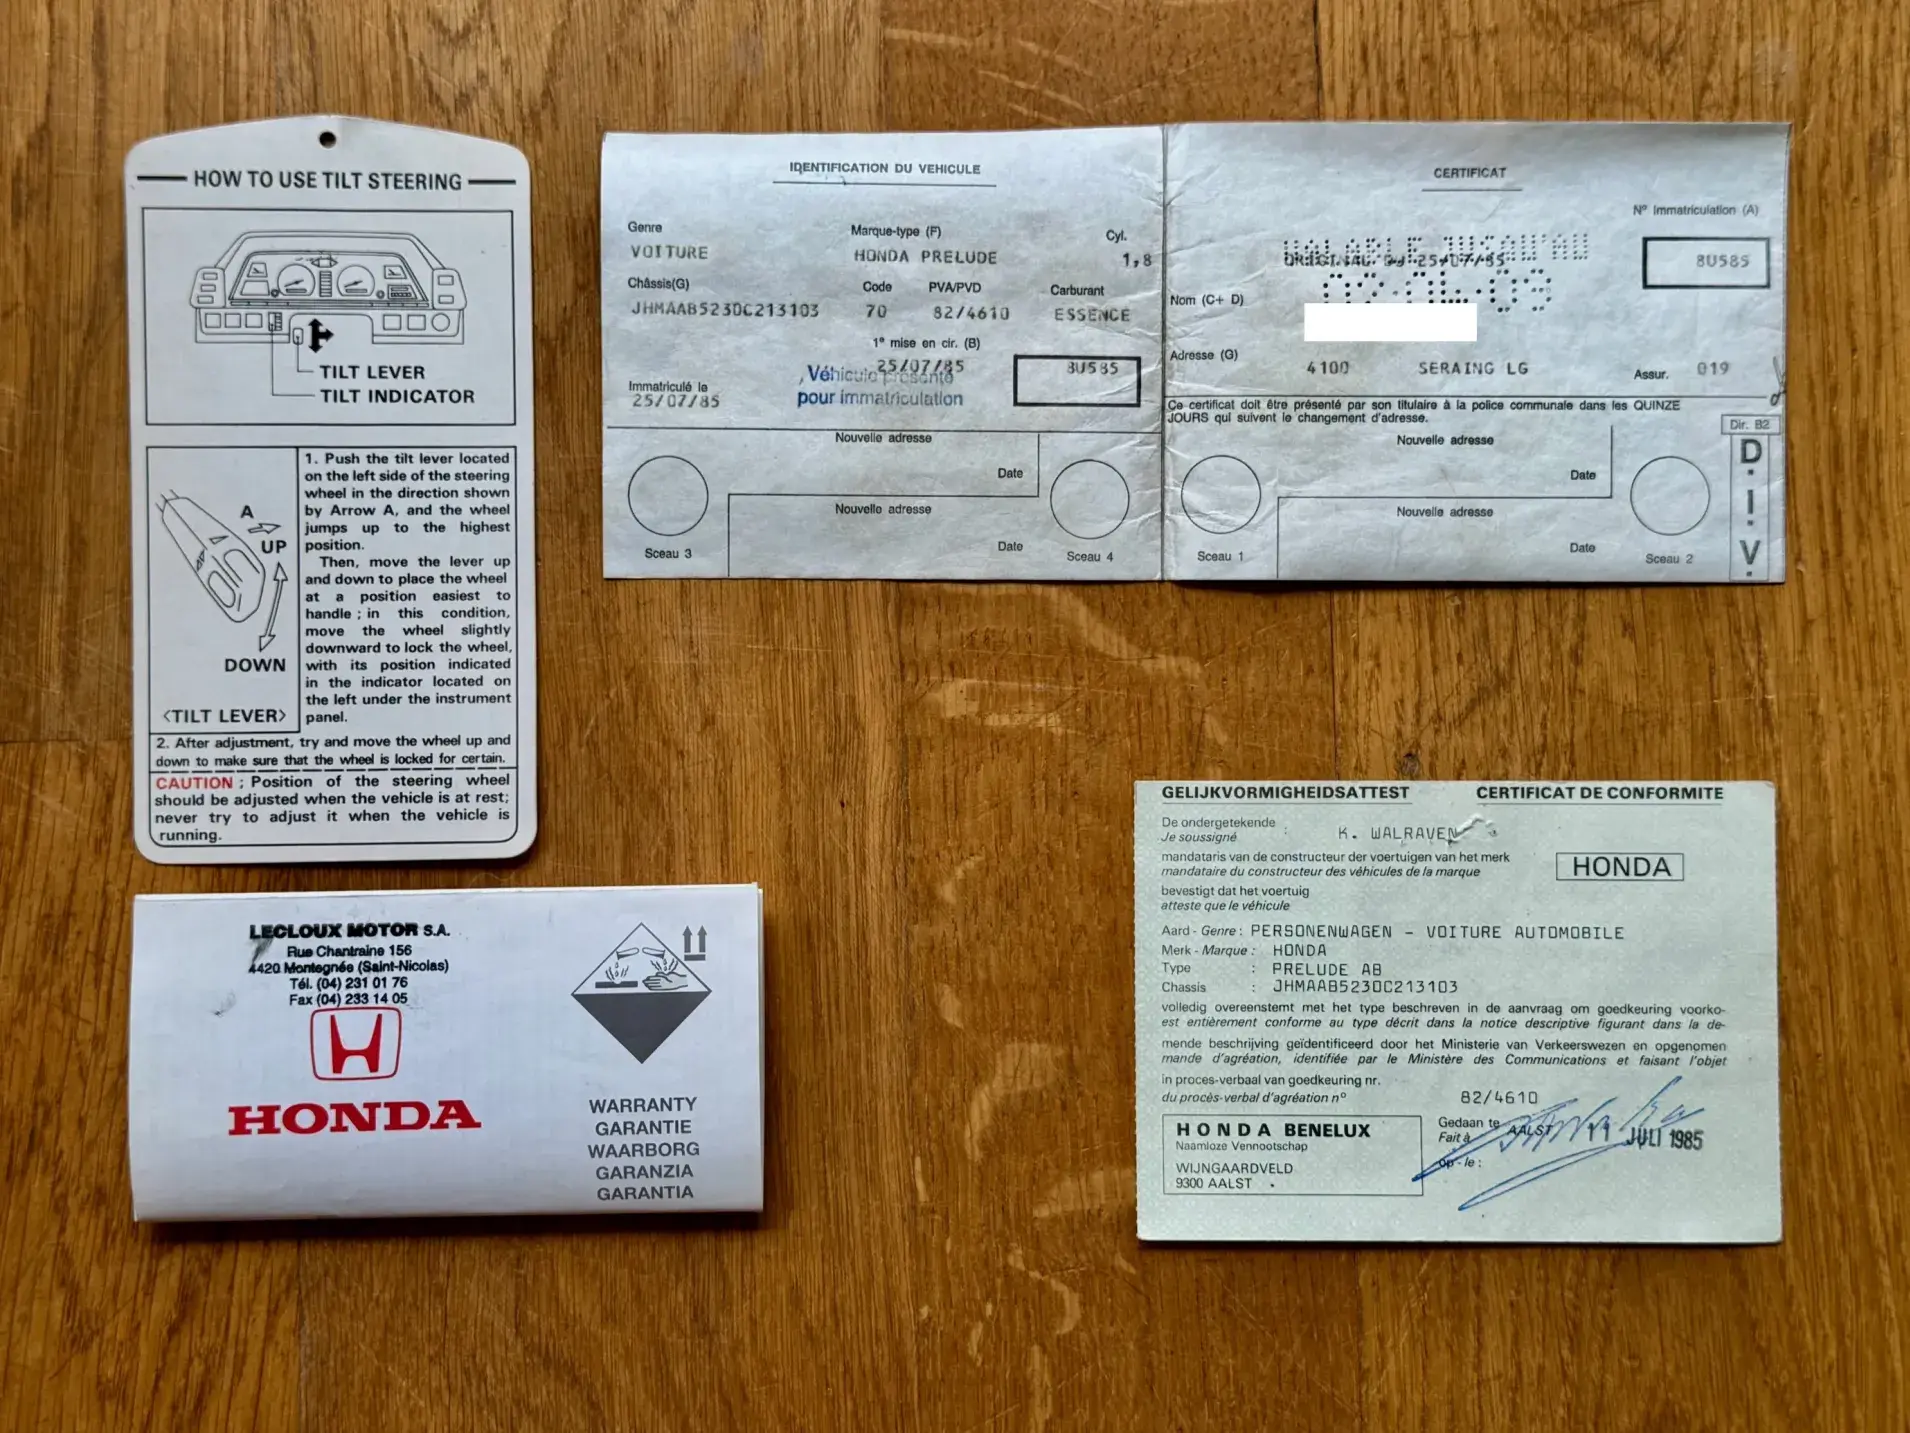 HOW TO USE TILT STEERING
TILT LEVER
TILT INDICATOR
A
UP
DOWN
<TILT LEVER>
1. Push the tilt lever located
on the left side of the steering
wheel in the direction shown
by Arrow A, and the wheel
jumps up to the highest
position.
Then, move the lever up
and down to place the wheel
at a position easiest to
handle ; in this condition,
move the wheel slightly
downward to lock the wheel,
with its position indicated
in the indicator located on
the left under the instrument
panel.
2. After adjustment, try and move the wheel up and
down to make sure that the wheel is locked for certain.
CAUTION : Position of the steering wheel
should be adjusted when the vehicle is at rest;
never try to adjust it when the vehicle is
running.
IDENTIFICATION DU VEHICULE
Genre
VOITURE
Marque-type (F)
HONDA PRELUDE
Cyl.
1,8
Châssis(G)
JHMAAB5230C213103
Code
70
PVA/PVD
82/4610
Carburant
ESSENCE
1e mise en cir. (B)
25/07/85
Immatriculé le
25/07/85
Véhicule présenté
pour immatriculation
8U585
Nouvelle adresse
Date
Nouvelle adresse
Date
Sceau 3
Sceau 4
CERTIFICAT
N° Immatriculation (A)
8U585
VALABLE JUSQU'AU
ORIGINAL DU 25/07/85
Nom (C+ D)
Adresse (G)
4100 SERAING LG
Assur. 019
Ce certificat doit être présenté par son titulaire à la police communale dans les QUINZE
JOURS qui suivent le changement d'adresse.
Nouvelle adresse
Date
Nouvelle adresse
Date
Sceau 1
Sceau 2
Dir. B2
D.I.V.
LECLOUX MOTOR S.A.
Rue Chantraine 156
4420 Montegnée (Saint-Nicolas)
Tél. (04) 231 01 76
Fax (04) 233 14 05
HONDA
WARRANTY
GARANTIE
WAARBORG
GARANZIA
GARANTIA
GELIJKVORMIGHEIDSATTEST CERTIFICAT DE CONFORMITE
De ondergetekende
Je soussigné : K. WALRAVEN
mandataris van de constructeur der voertuigen van het merk
mandataire du constructeur des véhicules de la marque
HONDA
bevestigt dat het voertuig
atteste que le véhicule
Aard - Genre : PERSONENWAGEN - VOITURE AUTOMOBILE
Merk - Marque : HONDA
Type : PRELUDE AB
Chassis : JHMAAB5230C213103
volledig overeenstemt met het type beschreven in de aanvraag om goedkeuring voorko-
est entièrement conforme au type décrit dans la notice descriptive figurant dans la de-
mende beschrijving geïdentificeerd door het Ministerie van Verkeerswezen en opgenomen
mande d'agréation, identifiée par le Ministère des Communications et faisant l'objet
in proces-verbaal van goedkeuring nr.
du procès-verbal d'agréation n° 82/4610
HONDA BENELUX
Naamloze Vennootschap
WIJNGAARDVELD
9300 AALST
Gedaan te
Fait à AALST
11 JULI 1985
op - le :